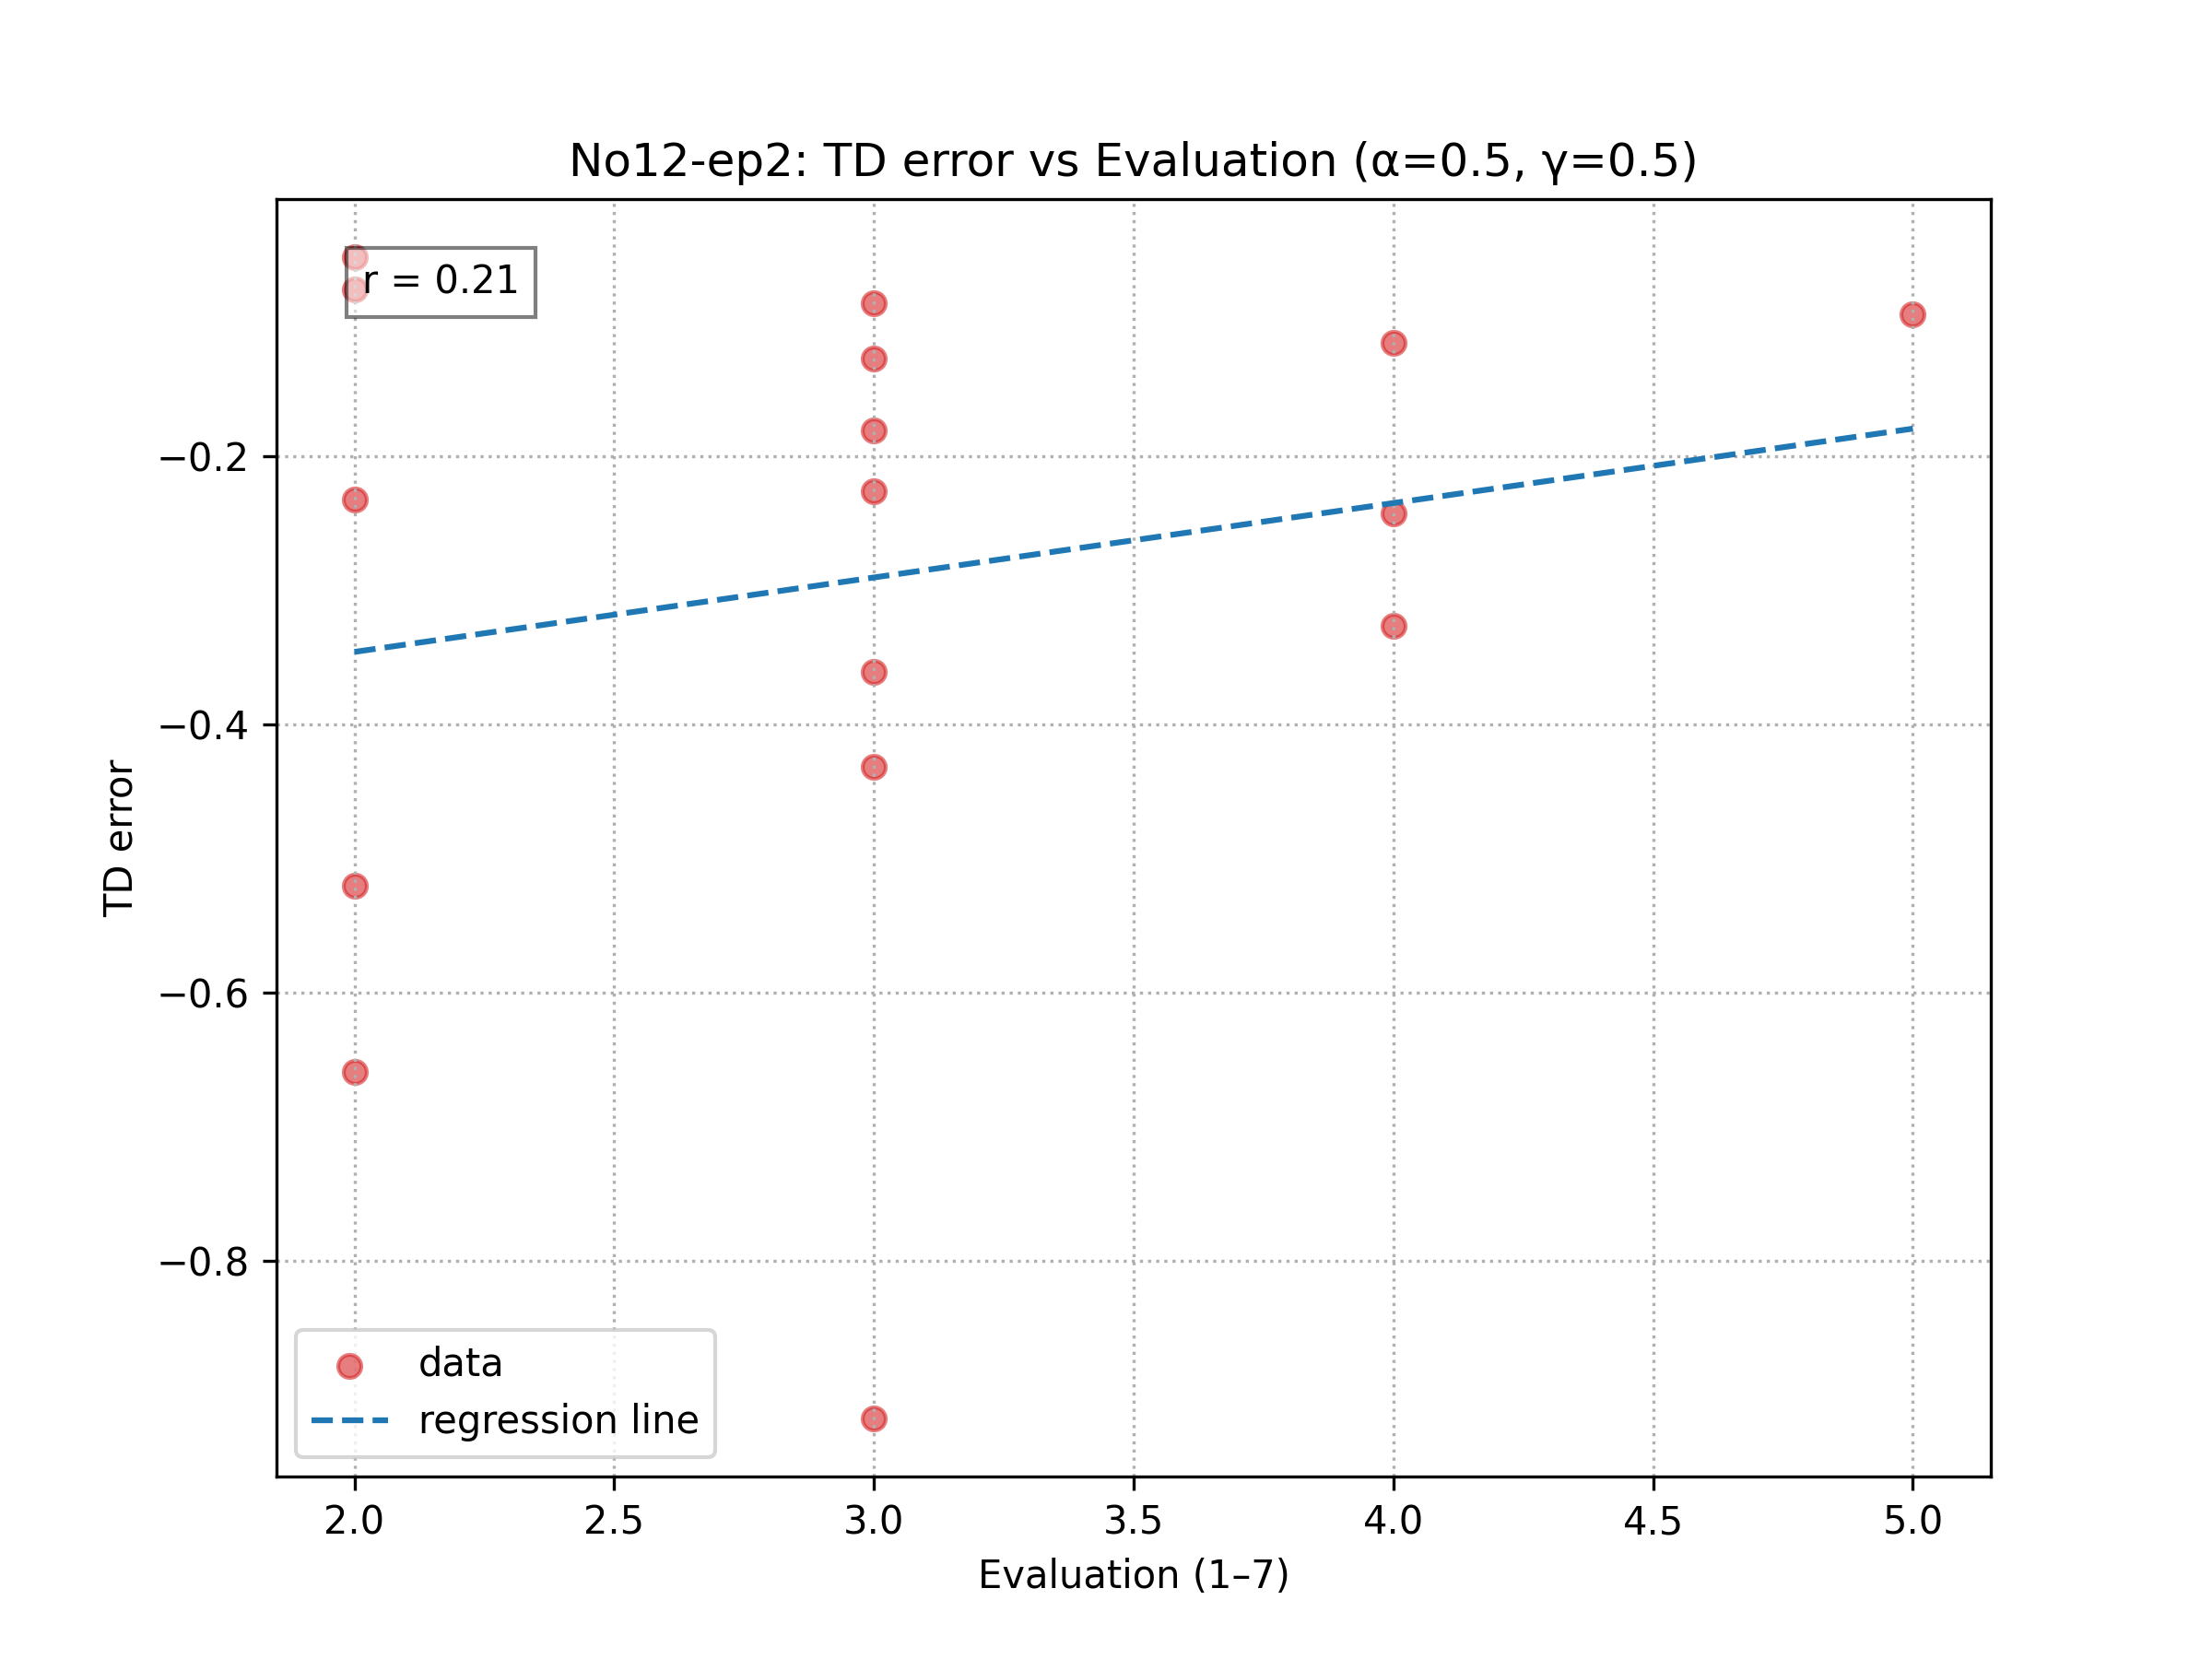 No12-ep2: TD error vs Evaluation (α=0.5, γ=0.5)
r = 0.21
−0.2
−0.4
−0.6
−0.8
TD error
data
regression line
2.0 2.5 3.0 3.5 4.0 4.5 5.0
Evaluation (1–7)